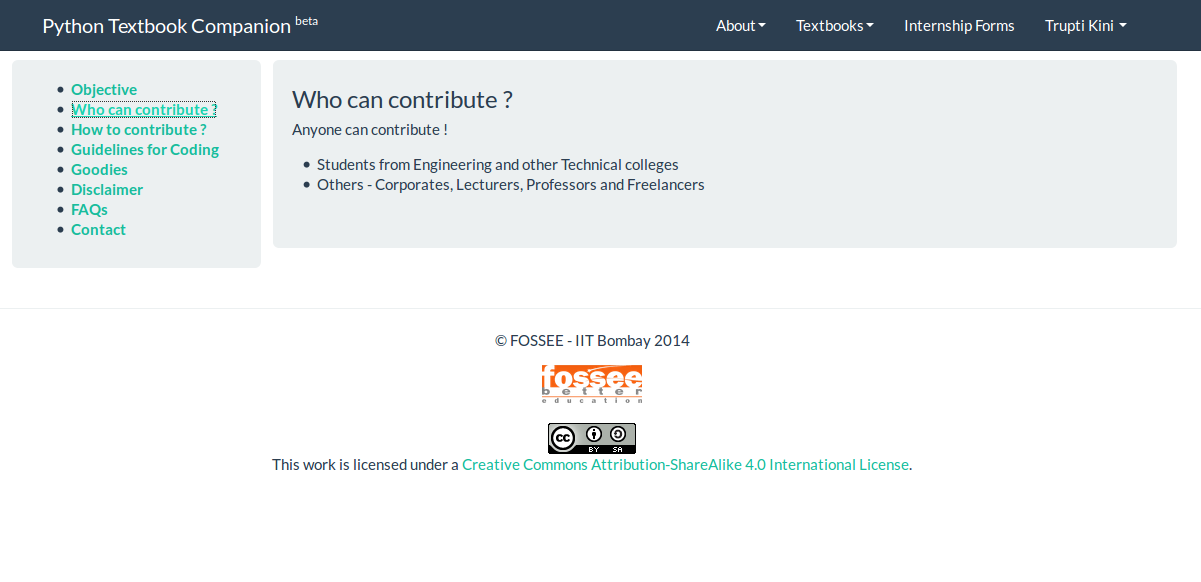 Python Textbook Companion beta
About
Textbooks
Internship Forms
Trupti Kini
Objective
Who can contribute ?
How to contribute ?
Guidelines for Coding
Goodies
Disclaimer
FAQs
Contact
Who can contribute ?
Anyone can contribute !
Students from Engineering and other Technical colleges
Others - Corporates, Lecturers, Professors and Freelancers
© FOSSEE - IIT Bombay 2014
fossee
better
education
cc
BY SA
This work is licensed under a Creative Commons Attribution-ShareAlike 4.0 International License.